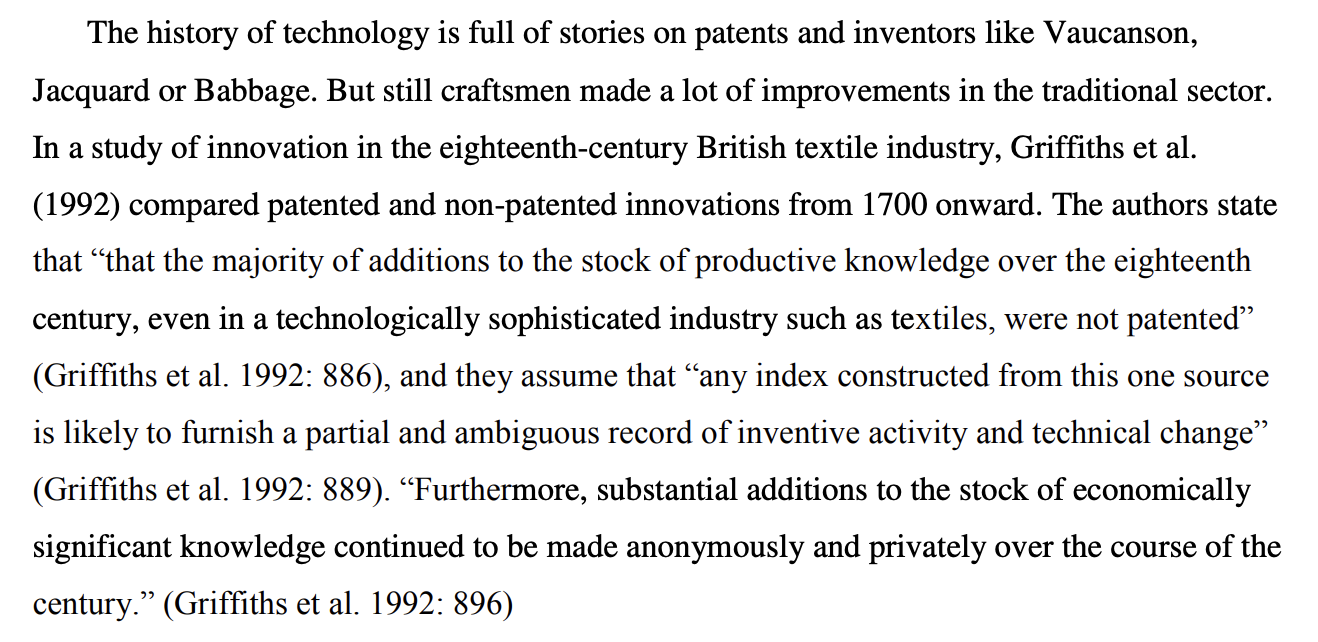 The history of technology is full of stories on patents and inventors like Vaucanson,
Jacquard or Babbage. But still craftsmen made a lot of improvements in the traditional sector.
In a study of innovation in the eighteenth-century British textile industry, Griffiths et al.
(1992) compared patented and non-patented innovations from 1700 onward. The authors state
that “that the majority of additions to the stock of productive knowledge over the eighteenth
century, even in a technologically sophisticated industry such as textiles, were not patented”
(Griffiths et al. 1992: 886), and they assume that “any index constructed from this one source
is likely to furnish a partial and ambiguous record of inventive activity and technical change”
(Griffiths et al. 1992: 889). “Furthermore, substantial additions to the stock of economically
significant knowledge continued to be made anonymously and privately over the course of the
century.” (Griffiths et al. 1992: 896)